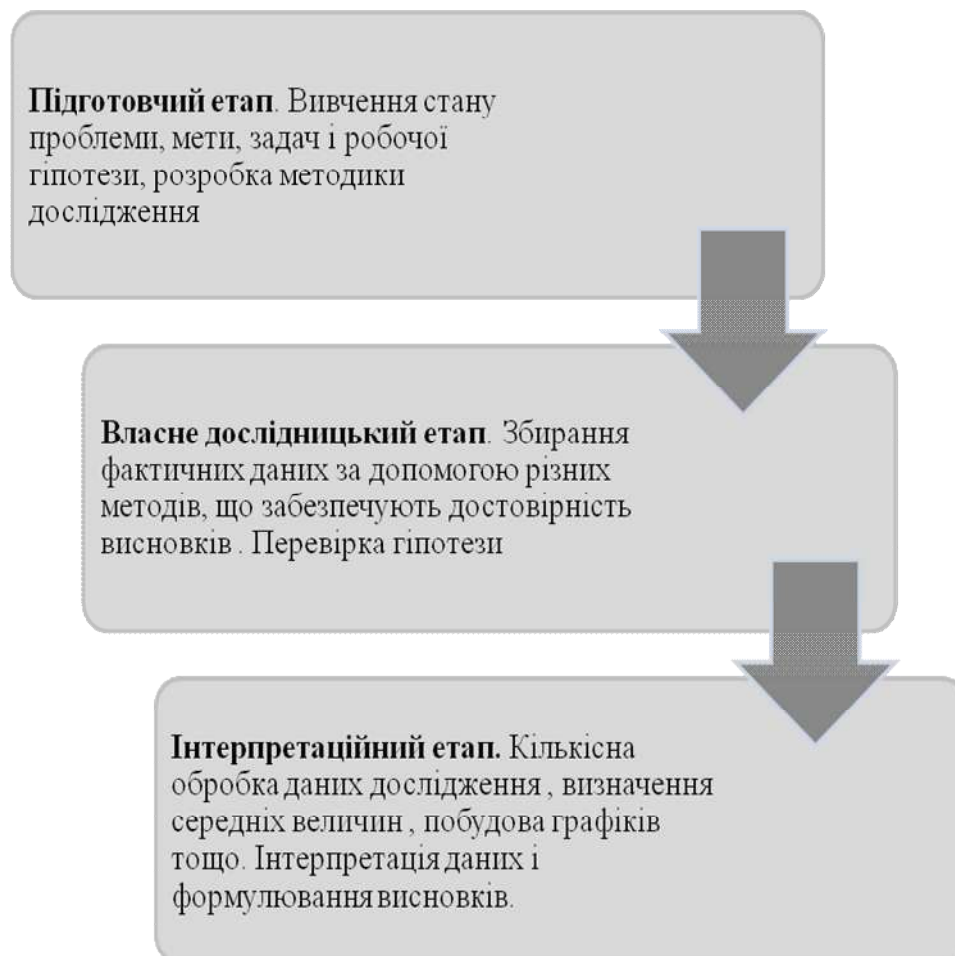 Підготовчий етап. Вивчення стану
проблеми, мети, задач і робочої
гіпотези, розробка методики
дослідження
Власне дослідницький етап. Збирання
фактичних даних за допомогою різних
методів, що забезпечують достовірність
висновків . Перевірка гіпотези
Інтерпретаційний етап. Кількісна
обробка даних дослідження , визначення
середніх величин , побудова графіків
тощо. Інтерпретація даних і
формулювання висновків.